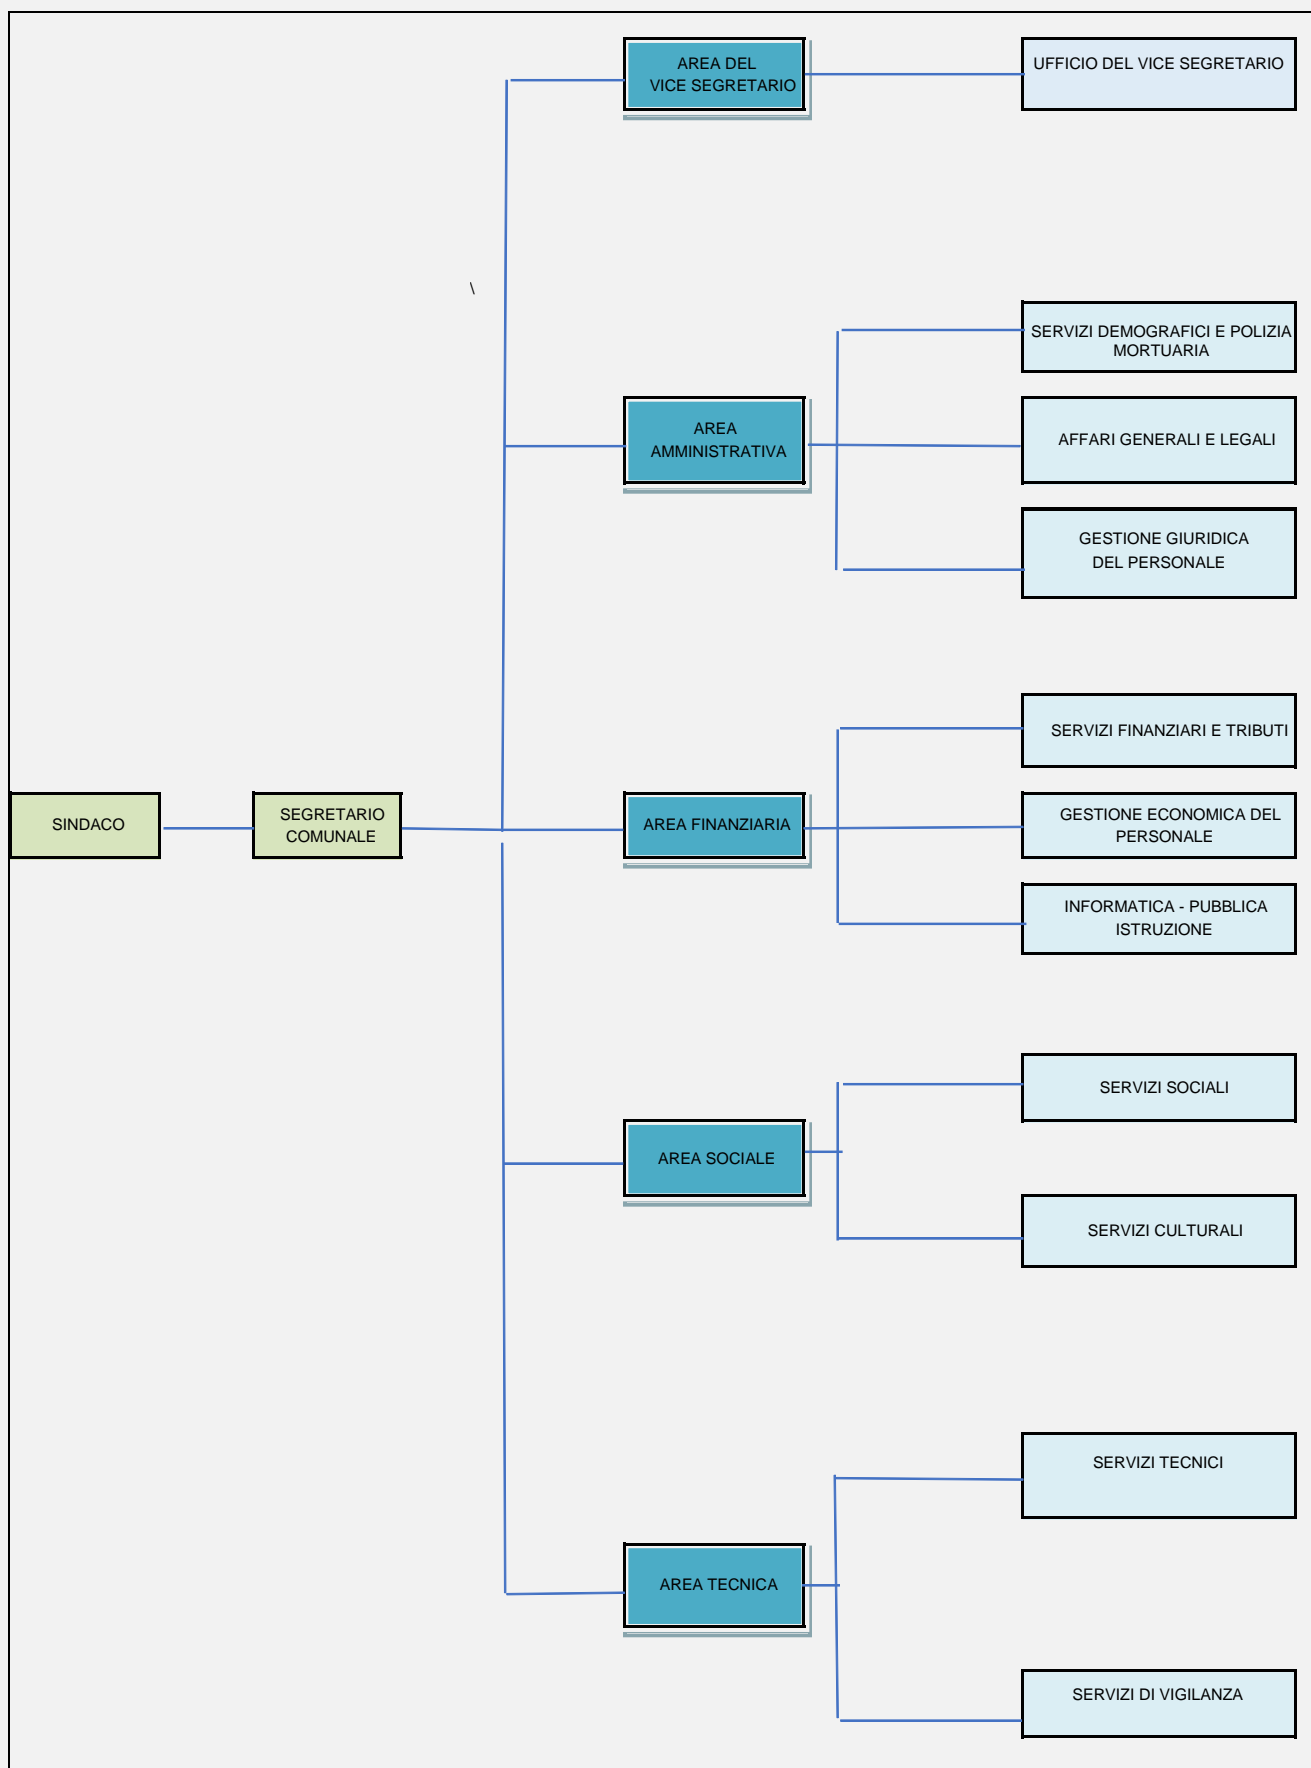 AREA DEL
VICE SEGRETARIO
UFFICIO DEL VICE SEGRETARIO
\
SERVIZI DEMOGRAFICI E POLIZIA
MORTUARIA
AREA
AMMINISTRATIVA
AFFARI GENERALI E LEGALI
GESTIONE GIURIDICA
DEL PERSONALE
SERVIZI FINANZIARI E TRIBUTI
SINDACO
SEGRETARIO
COMUNALE
AREA FINANZIARIA
GESTIONE ECONOMICA DEL
PERSONALE
INFORMATICA - PUBBLICA
ISTRUZIONE
SERVIZI SOCIALI
AREA SOCIALE
SERVIZI CULTURALI
SERVIZI TECNICI
AREA TECNICA
SERVIZI DI VIGILANZA